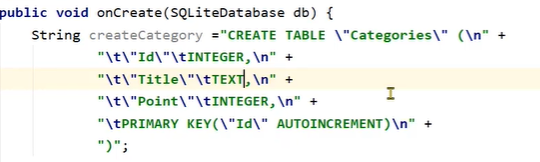 public void onCreate(SQLiteDatabase db) {
String createCategory ="CREATE TABLE \"Categories\" (\n" +
"\t\"Id\"\tINTEGER,\n" +
"\t\"Title\"\tTEXT,\n" +
"\t\"Point\"\tINTEGER,\n" +
"\tPRIMARY KEY(\"Id\" AUTOINCREMENT)\n" +
")";